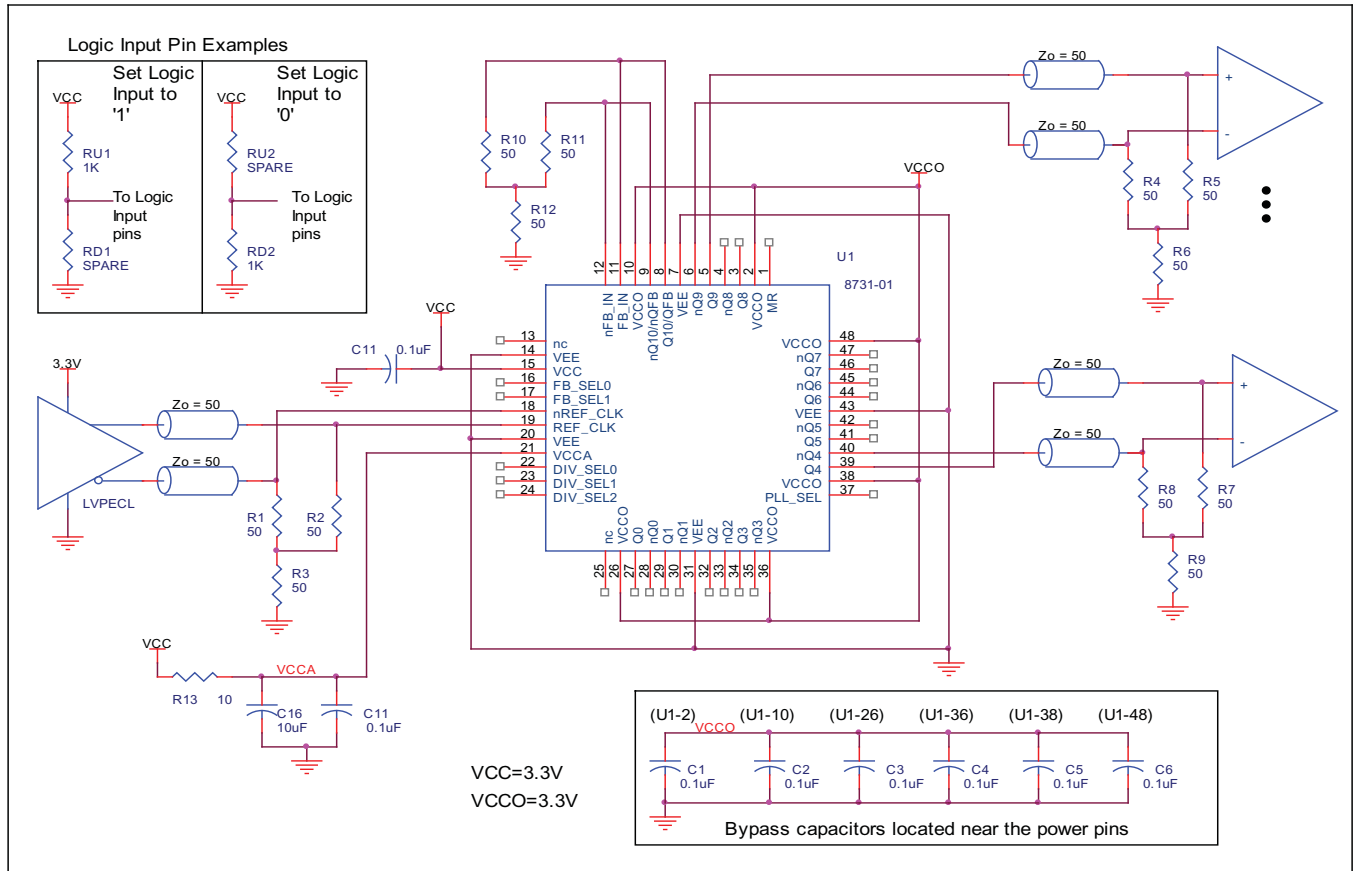 Logic Input Pin Examples
Set Logic
Input to
'1'
VCC
RU1
1K
To Logic
Input
pins
RD1
SPARE
Set Logic
Input to
'0'
VCC
RU2
SPARE
To Logic
Input
pins
RD2
1K
R10
50
R11
50
R12
50
VCCO
Zo = 50
Zo = 50
+
-
R4
50
R5
50
R6
50
U1
8731-01
12
11
10
9
8
7
6
5
4
3
2
1
nFB_IN
FB_IN
VCCO
nQ10/nQFB
Q10/QFB
VEE
nQ9
Q9
nQ8
Q8
VCCO
MR
VCC
C11
0.1uF
13
nc
14
VEE
15
VCC
16
FB_SEL0
17
FB_SEL1
18
nREF_CLK
19
REF_CLK
20
VEE
21
VCCA
22
DIV_SEL0
23
DIV_SEL1
24
DIV_SEL2
VCCO
48
nQ7
47
Q7
46
nQ6
45
Q6
44
VEE
43
nQ5
42
Q5
41
nQ4
40
Q4
39
VCCO
38
PLL_SEL
37
nc
VCCO
Q0
nQ0
Q1
nQ1
VEE
Q2
nQ2
Q3
nQ3
VCCO
25
26
27
28
29
30
31
32
33
34
35
36
3.3V
Zo = 50
Zo = 50
LVPECL
R1
50
R2
50
R3
50
Zo = 50
Zo = 50
+
-
R8
50
R7
50
R9
50
VCC
R13
10
VCCA
C16
10uF
C11
0.1uF
VCC=3.3V
VCCO=3.3V
(U1-2)
(U1-10)
(U1-26)
(U1-36)
(U1-38)
(U1-48)
VCCO
C1
0.1uF
C2
0.1uF
C3
0.1uF
C4
0.1uF
C5
0.1uF
C6
0.1uF
Bypass capacitors located near the power pins